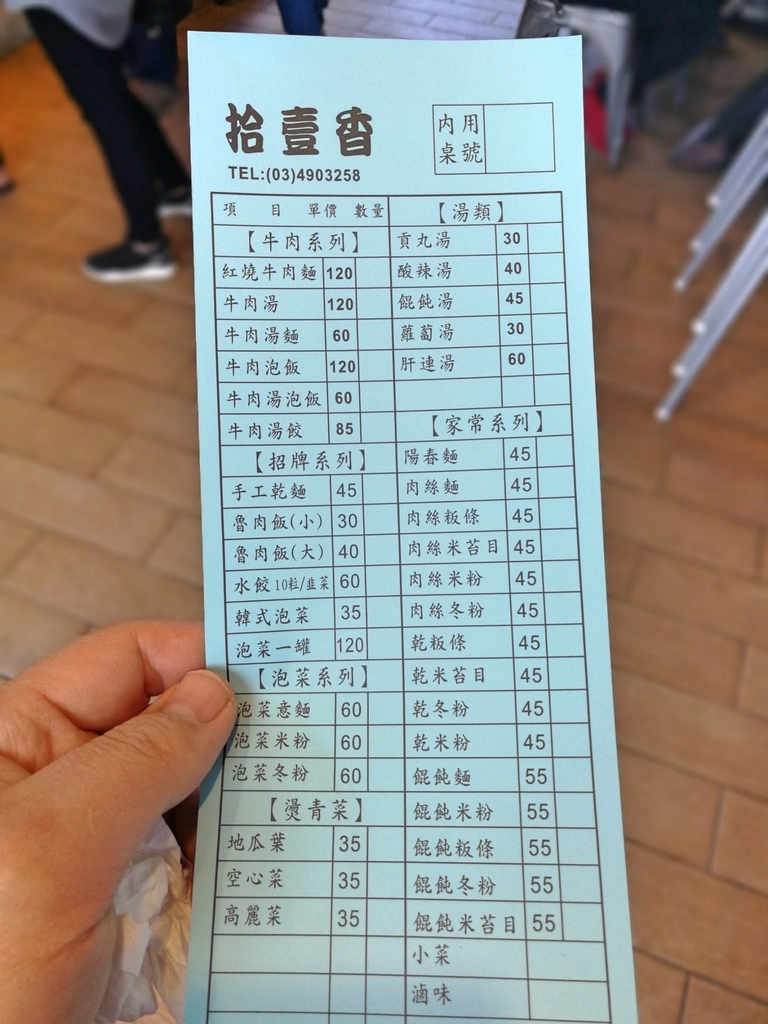 拾壹香
TEL:(03)4903258
內用
桌號
項 目 單價 數量
【牛肉系列】
紅燒牛肉麵 120
牛肉湯 120
牛肉湯麵 60
牛肉泡飯 120
牛肉湯泡飯 60
牛肉湯餃 85
【招牌系列】
手工乾麵 45
魯肉飯(小) 30
魯肉飯(大) 40
水餃10粒/韭菜 60
韓式泡菜 35
泡菜一罐 120
【泡菜系列】
泡菜意麵 60
泡菜米粉 60
泡菜冬粉 60
【燙青菜】
地瓜葉 35
空心菜 35
高麗菜 35
【湯類】
貢丸湯 30
酸辣湯 40
餛飩湯 45
蘿蔔湯 30
肝連湯 60
【家常系列】
陽春麵 45
肉絲麵 45
肉絲粄條 45
肉絲米苔目 45
肉絲米粉 45
肉絲冬粉 45
乾粄條 45
乾米苔目 45
乾冬粉 45
乾米粉 45
餛飩麵 55
餛飩米粉 55
餛飩粄條 55
餛飩冬粉 55
餛飩米苔目 55
小菜
滷味